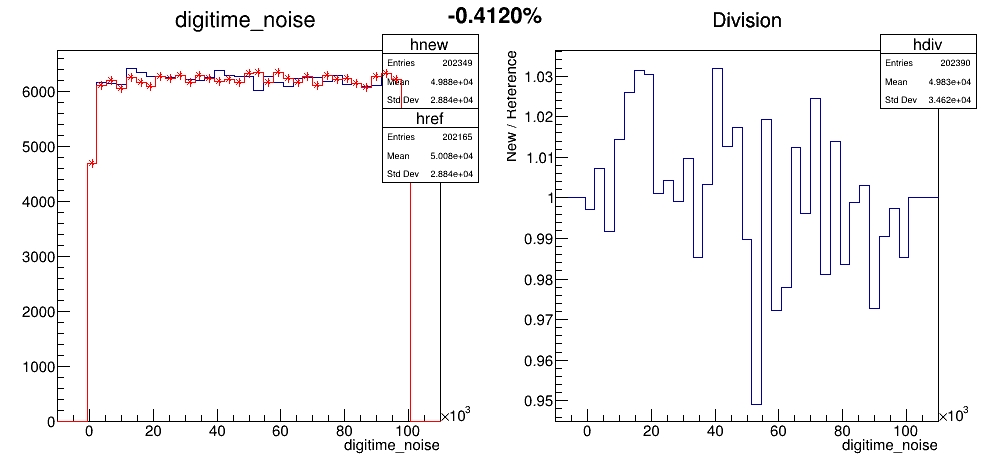 digitime_noise
-0.4120%
Division
hnew
Entries 202349
Mean 4.988e+04
Std Dev 2.884e+04
href
Entries 202165
Mean 5.008e+04
Std Dev 2.884e+04
6000
5000
4000
3000
2000
1000
0
0 20 40 60 80 100
×10³
digitime_noise
hdiv
Entries 202390
Mean 4.983e+04
Std Dev 3.462e+04
New / Reference
1.03
1.02
1.01
1
0.99
0.98
0.97
0.96
0.95
0 20 40 60 80 100
×10³
digitime_noise